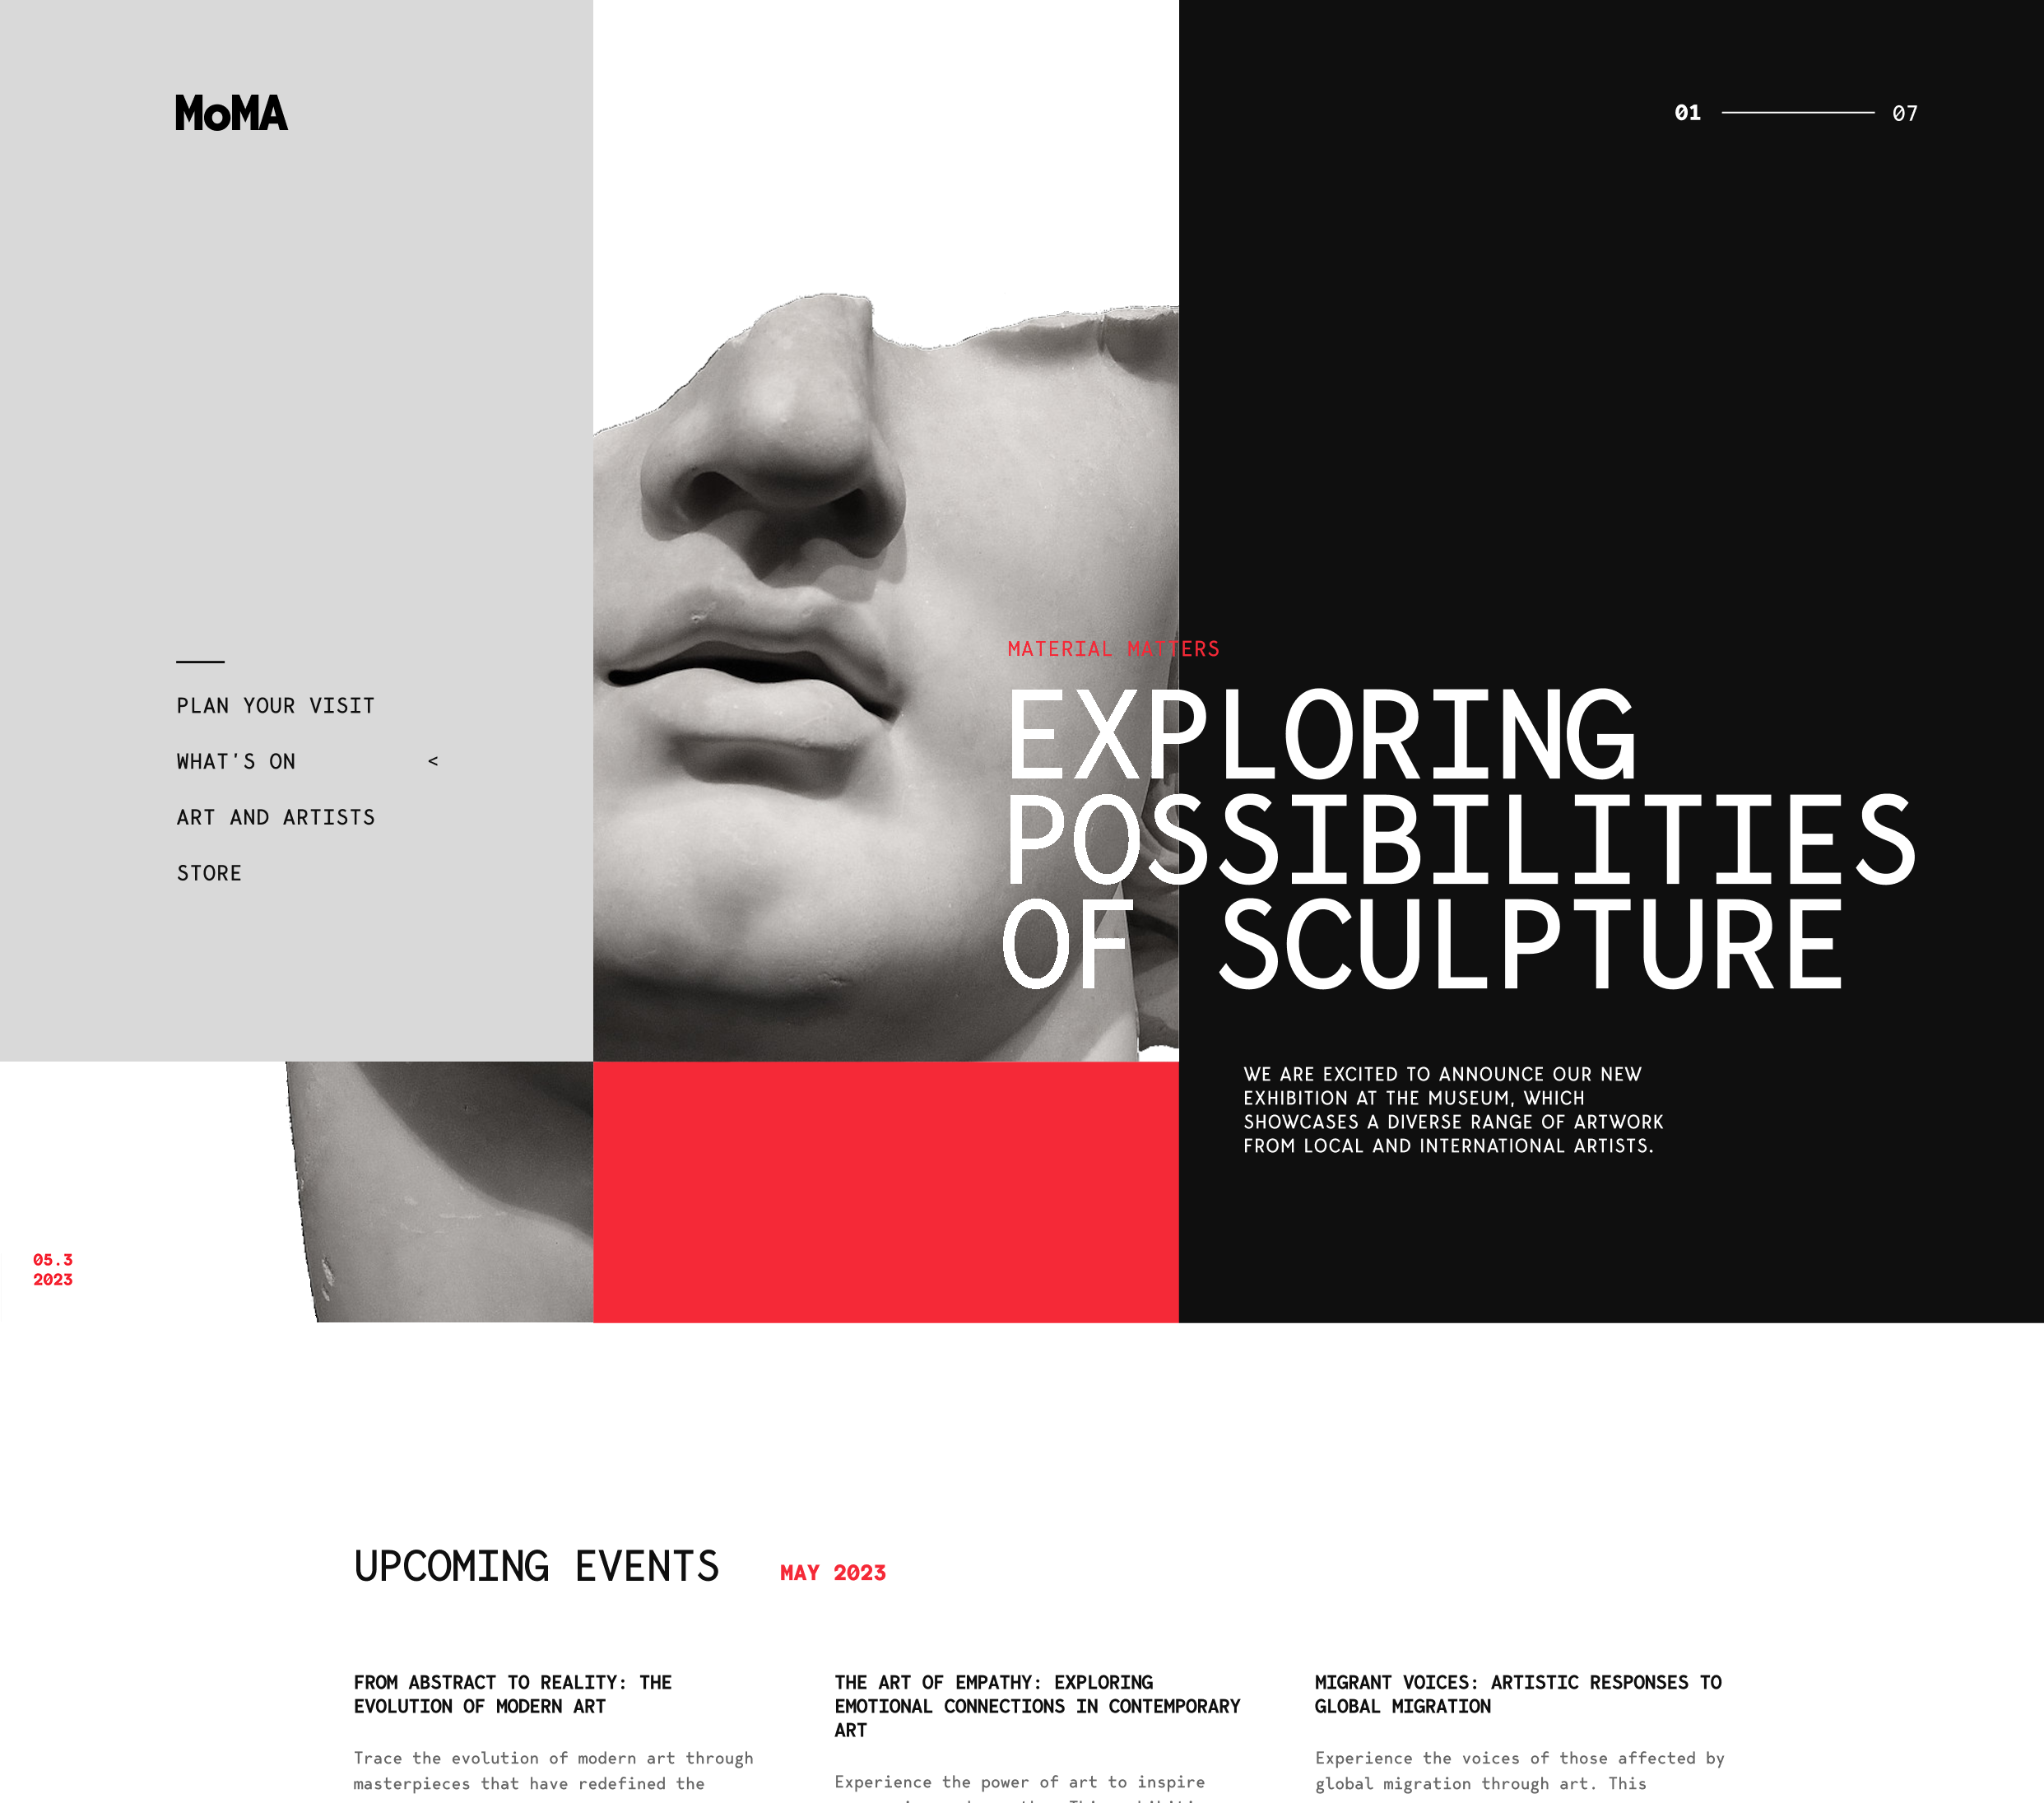 MoMA
01 07
PLAN YOUR VISIT
WHAT'S ON <
ART AND ARTISTS
STORE
MATERIAL MATTERS
EXPLORING
POSSIBILITIES
OF SCULPTURE
WE ARE EXCITED TO ANNOUNCE OUR NEW
EXHIBITION AT THE MUSEUM, WHICH
SHOWCASES A DIVERSE RANGE OF ARTWORK
FROM LOCAL AND INTERNATIONAL ARTISTS.
05.3
2023
UPCOMING EVENTS
MAY 2023
FROM ABSTRACT TO REALITY: THE
EVOLUTION OF MODERN ART
Trace the evolution of modern art through
masterpieces that have redefined the
THE ART OF EMPATHY: EXPLORING
EMOTIONAL CONNECTIONS IN CONTEMPORARY
ART
Experience the power of art to inspire
MIGRANT VOICES: ARTISTIC RESPONSES TO
GLOBAL MIGRATION
Experience the voices of those affected by
global migration through art. This